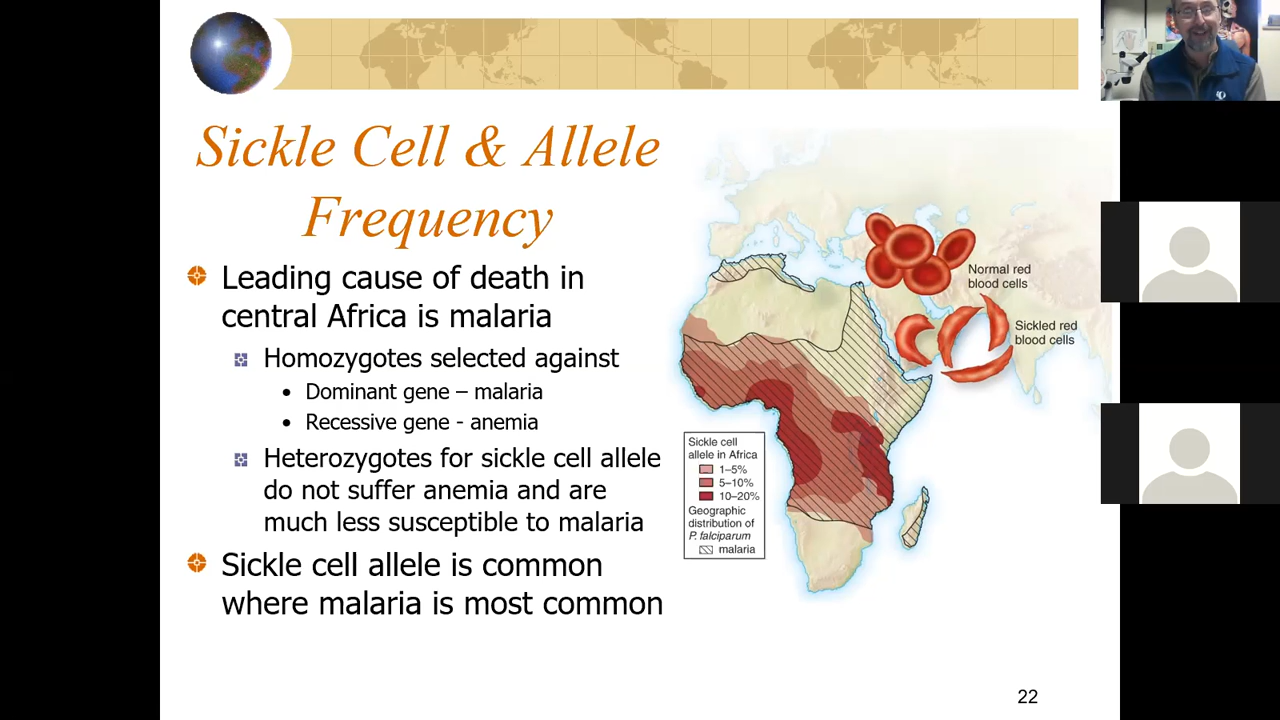 Sickle Cell & Allele
Frequency
Leading cause of death in
central Africa is malaria
Homozygotes selected against
• Dominant gene – malaria
• Recessive gene - anemia
Heterozygotes for sickle cell allele
do not suffer anemia and are
much less susceptible to malaria
Sickle cell allele is common
where malaria is most common
Normal red
blood cells
Sickled red
blood cells
Sickle cell
allele in Africa
1–5%
5–10%
10–20%
Geographic
distribution of
P. falciparum
malaria
22